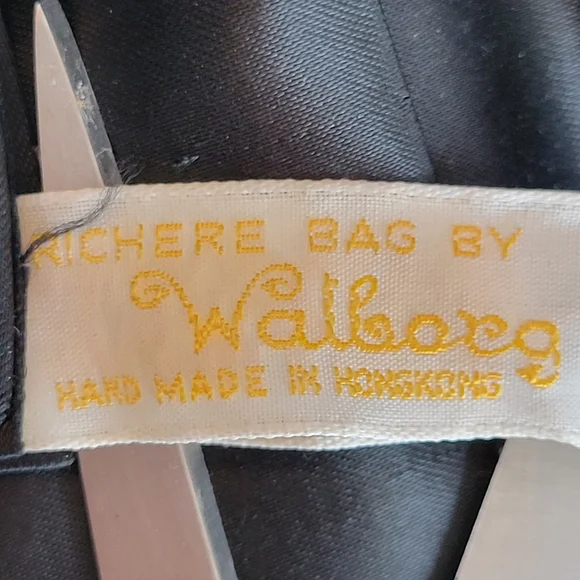 RICHERE BAG BY
Walborg
HAND MADE IN HONGKONG